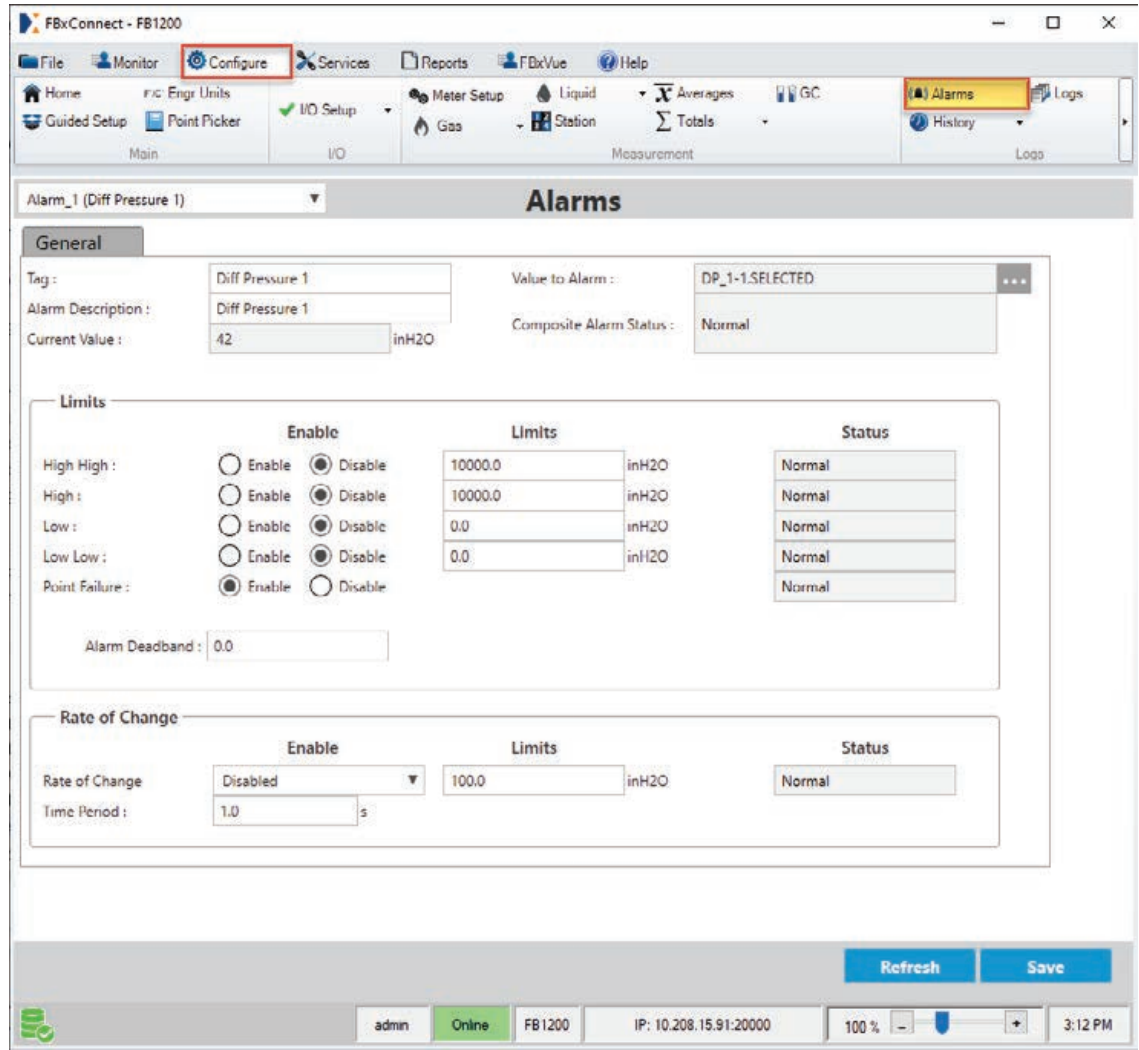 FBxConnect - FB1200
File Monitor Configure Services Reports FBxVue Help
Home Engr Units I/O Setup Meter Setup Liquid X Averages GC Alarms Logs
Guided Setup Point Picker Gas Station Σ Totals History
Main I/O Measurement Logs
Alarm_1 (Diff Pressure 1) Alarms
General
Tag : Diff Pressure 1 Value to Alarm : DP_1-1.SELECTED ...
Alarm Description : Diff Pressure 1
Composite Alarm Status : Normal
Current Value : 42 inH2O
Limits
Enable Limits Status
High High : Enable Disable 10000.0 inH2O Normal
High : Enable Disable 10000.0 inH2O Normal
Low : Enable Disable 0.0 inH2O Normal
Low Low : Enable Disable 0.0 inH2O Normal
Point Failure : Enable Disable Normal
Alarm Deadband : 0.0
Rate of Change
Enable Limits Status
Rate of Change Disabled 100.0 inH2O Normal
Time Period : 1.0 s
Refresh Save
admin Online FB1200 IP: 10.208.15.91:20000 100 % - + 3:12 PM